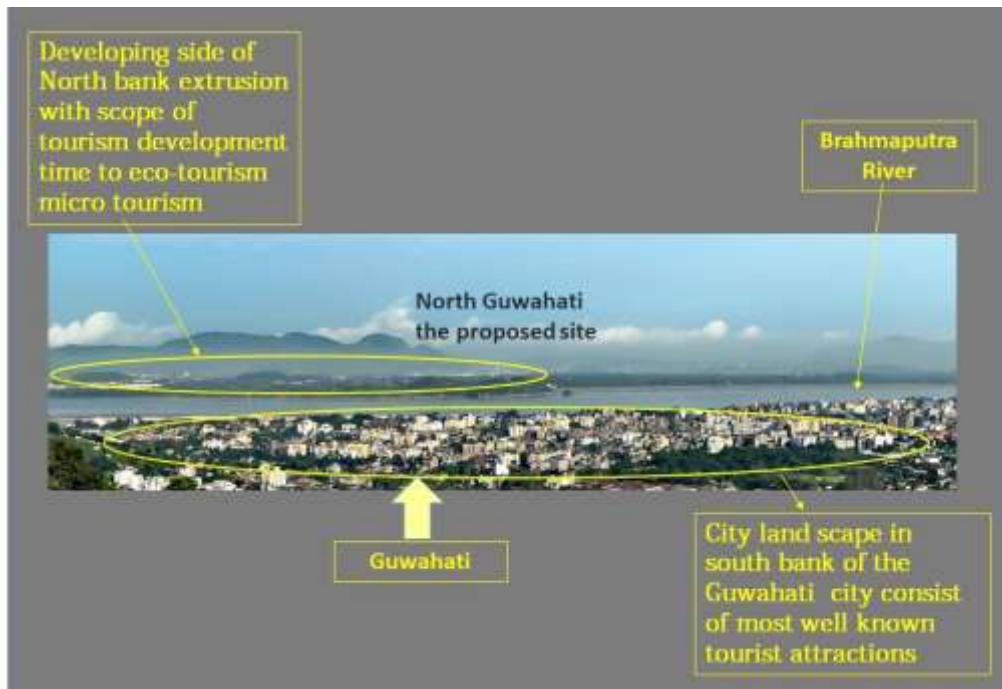 Developing side of
North bank extrusion
with scope of
tourism development
time to eco-tourism
micro tourism
Brahmaputra
River
North Guwahati
the proposed site
Guwahati
City land scape in
south bank of the
Guwahati city consist
of most well known
tourist attractions